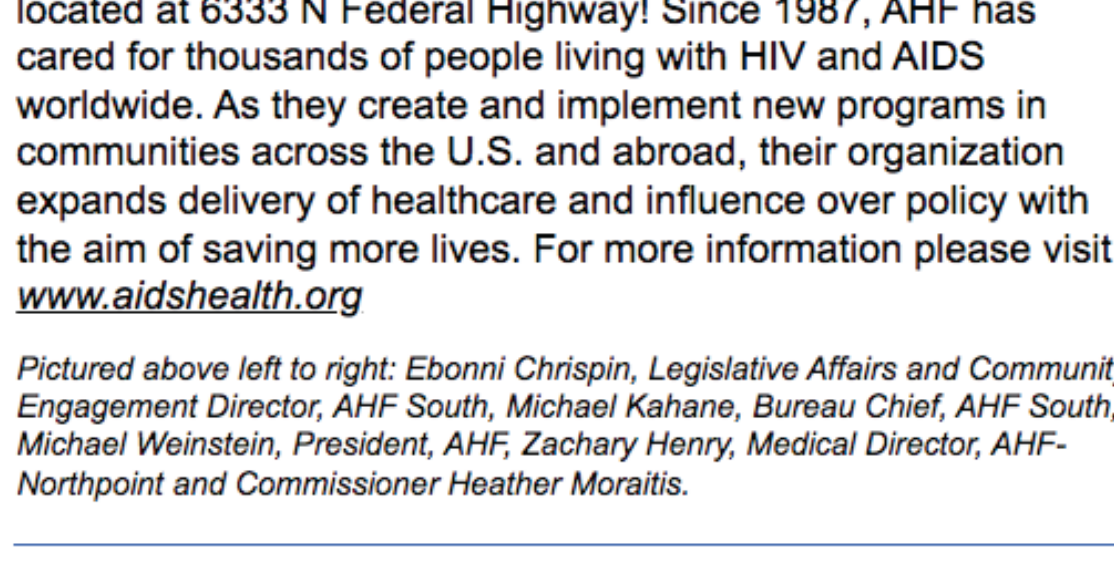 located at 6333 N Federal Highway! Since 1987, AHF has
cared for thousands of people living with HIV and AIDS
worldwide. As they create and implement new programs in
communities across the U.S. and abroad, their organization
expands delivery of healthcare and influence over policy with
the aim of saving more lives. For more information please visit
www.aidshealth.org
Pictured above left to right: Ebonni Chrispin, Legislative Affairs and Community
Engagement Director, AHF South, Michael Kahane, Bureau Chief, AHF South,
Michael Weinstein, President, AHF, Zachary Henry, Medical Director, AHF-
Northpoint and Commissioner Heather Moraitis.